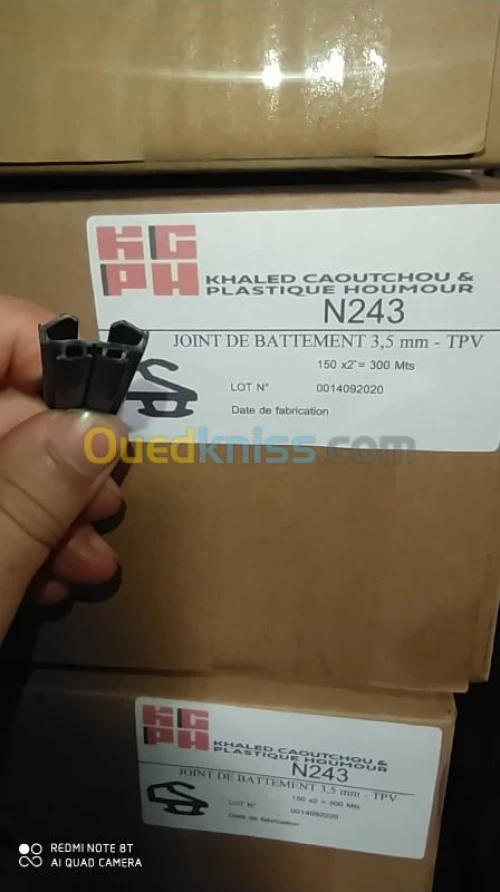 KC
PH
KHALED CAOUTCHOU &
PLASTIQUE HOUMOUR
N243
JOINT DE BATTEMENT 3,5 mm - TPV
150 x2 = 300 Mts
LOT N° 0014092020
Date de fabrication
Ouedkniss.com
KC
PH
KHALED CAOUTCHOU &
PLASTIQUE HOUMOUR
N243
JOINT DE BATTEMENT 3,5 mm - TPV
150 x2 = 300 Mts
LOT N° 0014092020
Date de fabrication
REDMI NOTE 8T
AI QUAD CAMERA